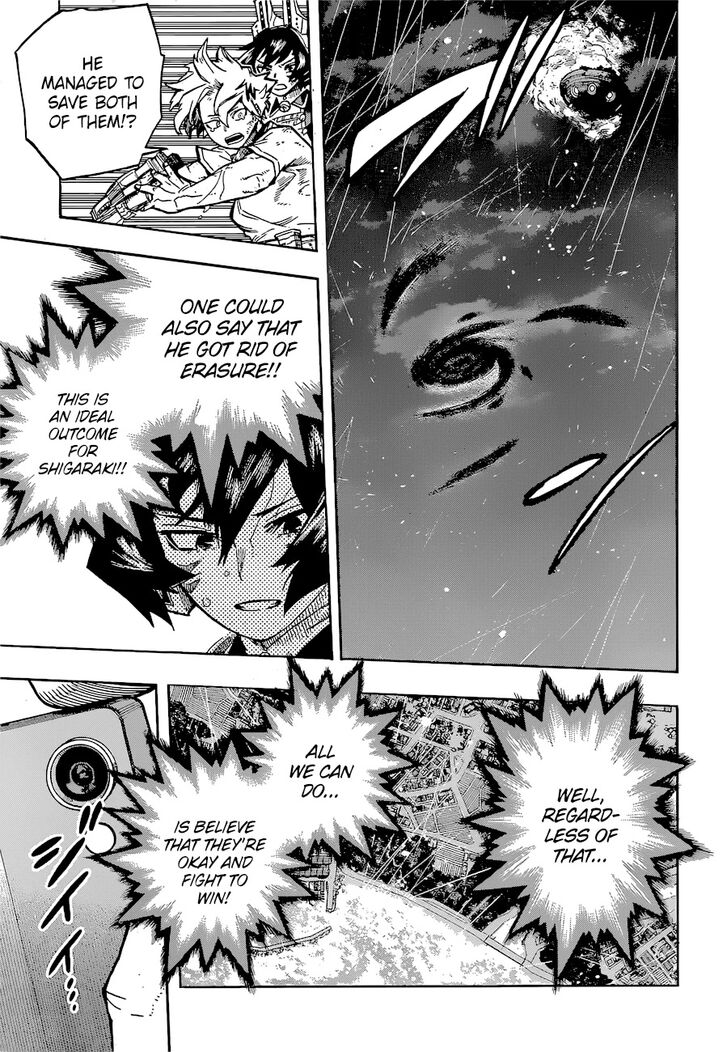 HE
MANAGED TO
SAVE BOTH
OF THEM!?
ONE COULD
ALSO SAY THAT
HE GOT RID OF
ERASURE!!
THIS IS
AN IDEAL
OUTCOME
FOR
SHIGARAKI!!
WELL,
REGARD-
LESS OF
THAT...
ALL
WE CAN
DO...
IS BELIEVE
THAT THEY'RE
OKAY AND
FIGHT TO
WIN!